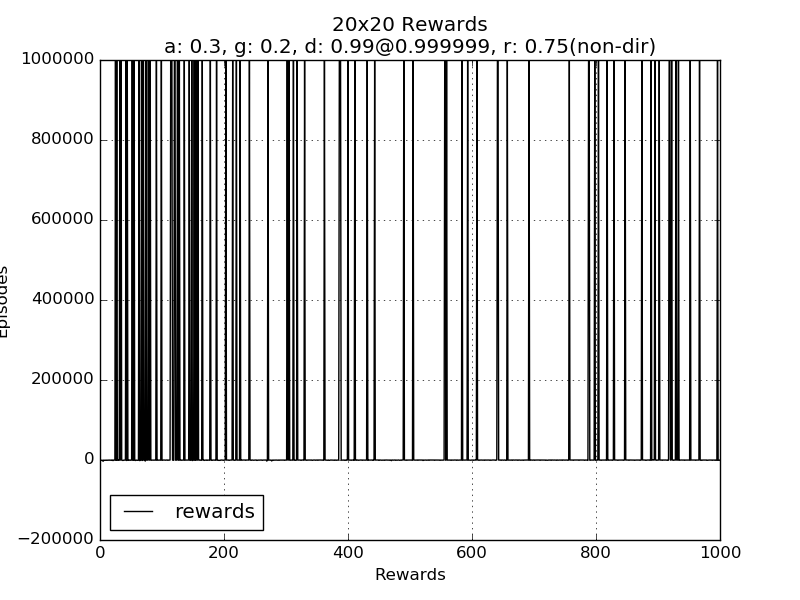 20x20 Rewards
a: 0.3, g: 0.2, d: 0.99@0.999999, r: 0.75(non-dir)
1000000
800000
600000
400000
200000
0
−200000
Episodes
rewards
0 200 400 600 800 1000
Rewards